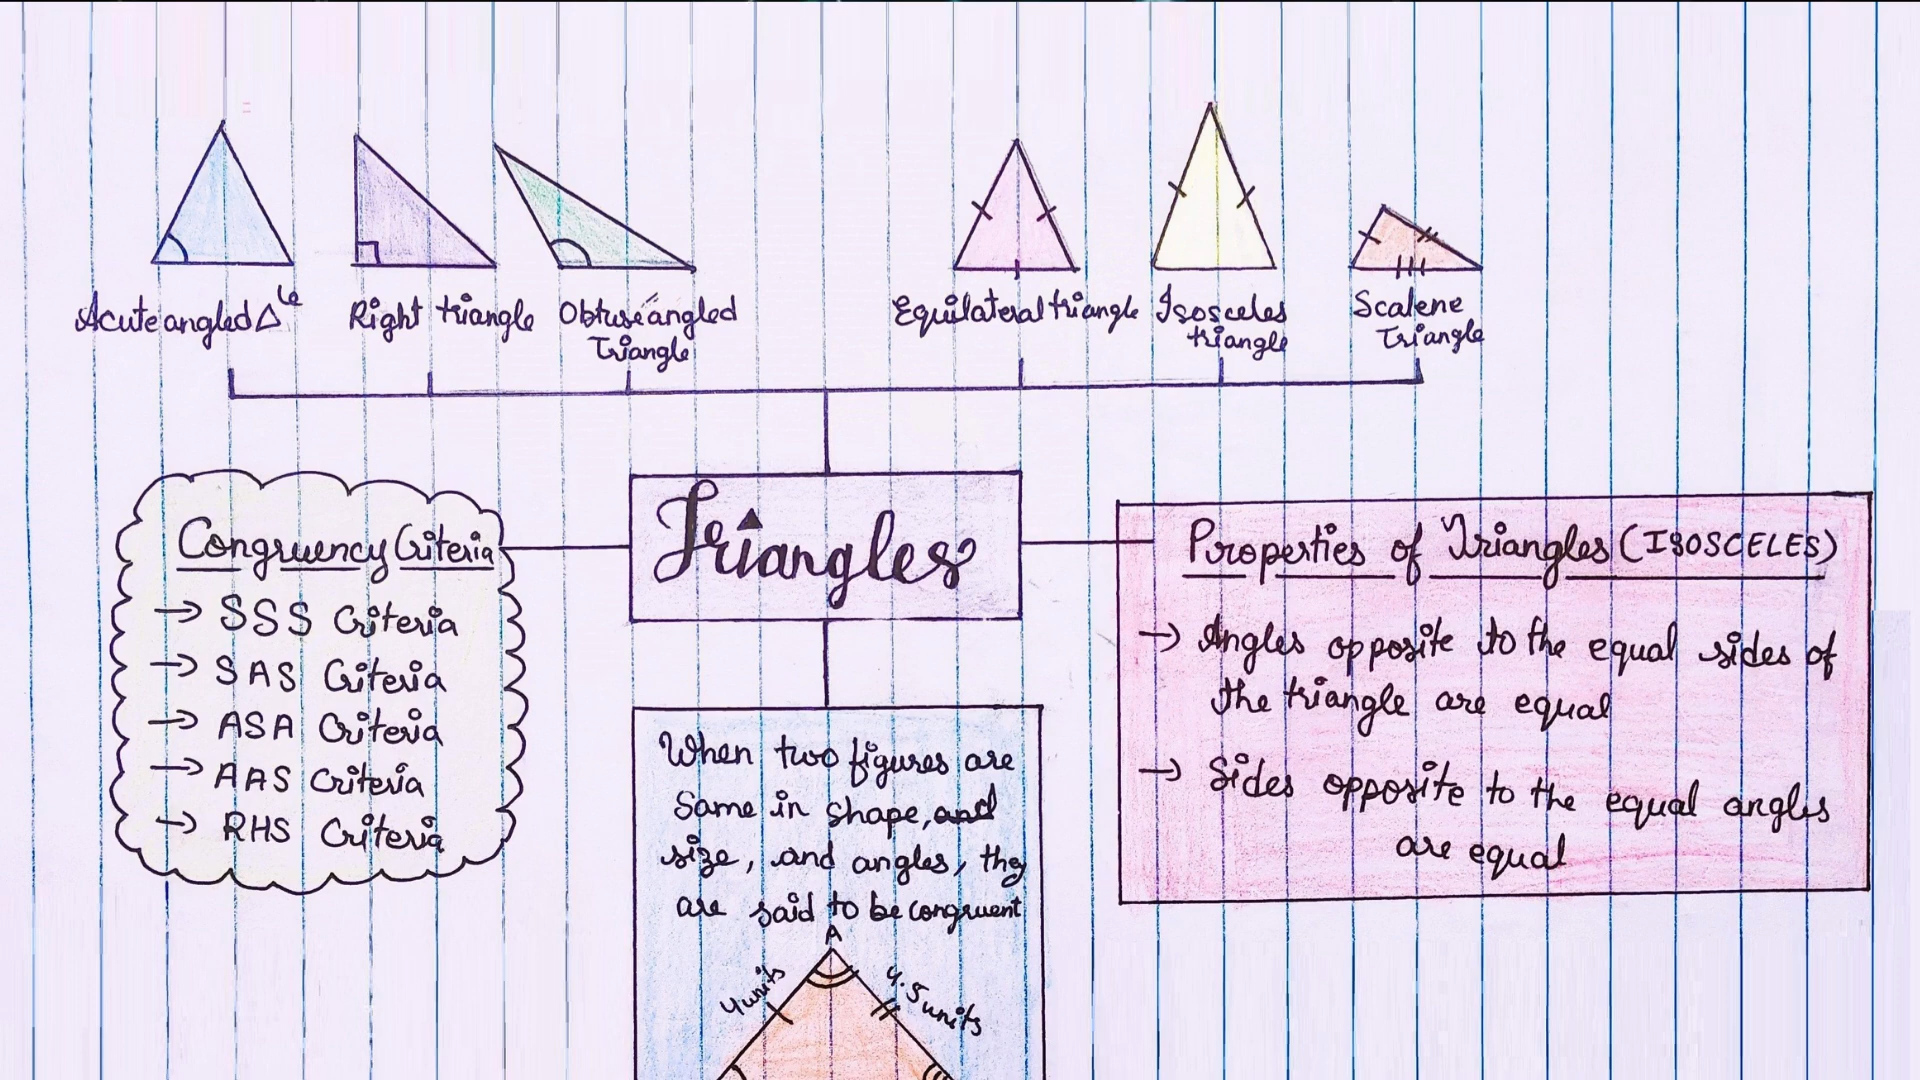 Acute angled Δle
Right triangle
Obtuse angled
Triangle
Equilateral triangle
Isosceles
triangle
Scalene
Triangle
Triangles
Congruency Criteria
→ SSS Criteria
→ SAS Criteria
→ ASA Criteria
→ AAS Criteria
→ RHS Criteria
Properties of Triangles (ISOSCELES)
→ Angles opposite to the equal sides of
the triangle are equal
→ Sides opposite to the equal angles
are equal
When two figures are
Same in shape, and
size, and angles, they
are said to be congruent
A
4 units
4.5 units